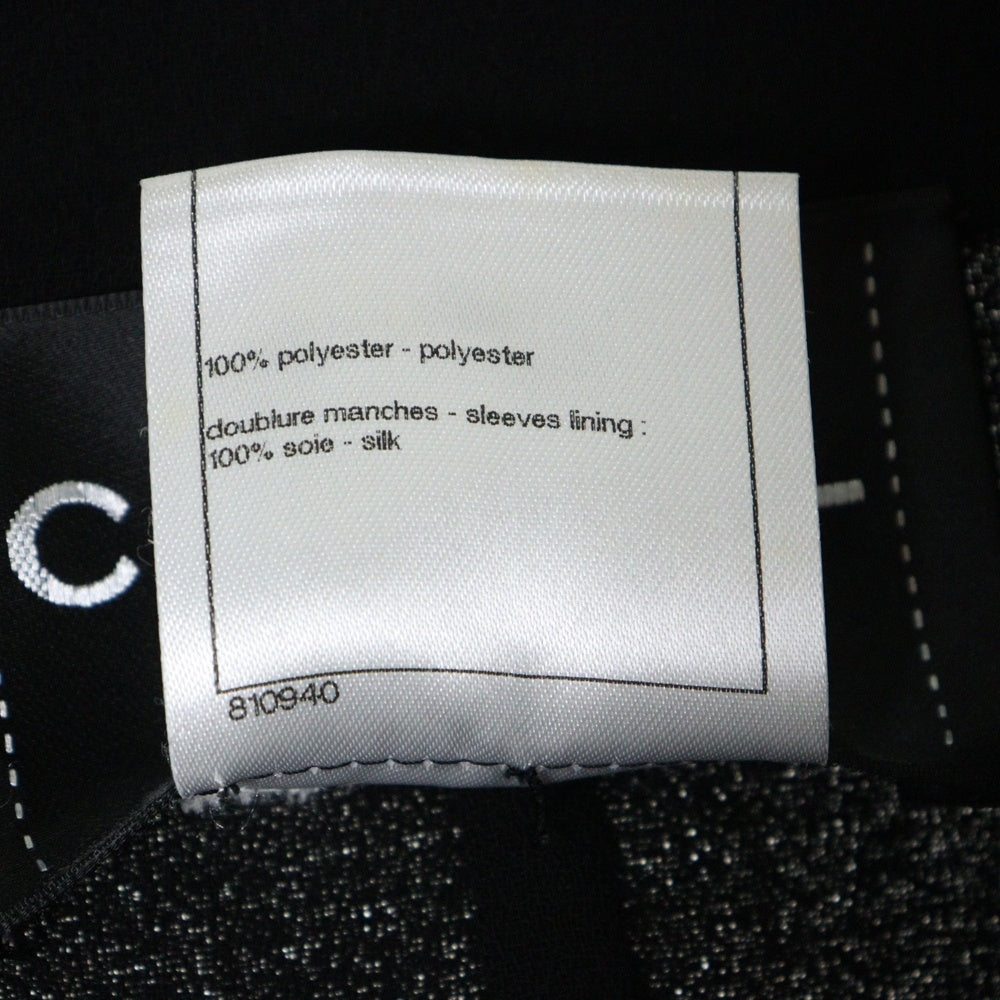 100% polyester - polyester
doublure manches - sleeves lining :
100% soie - silk
C
810940